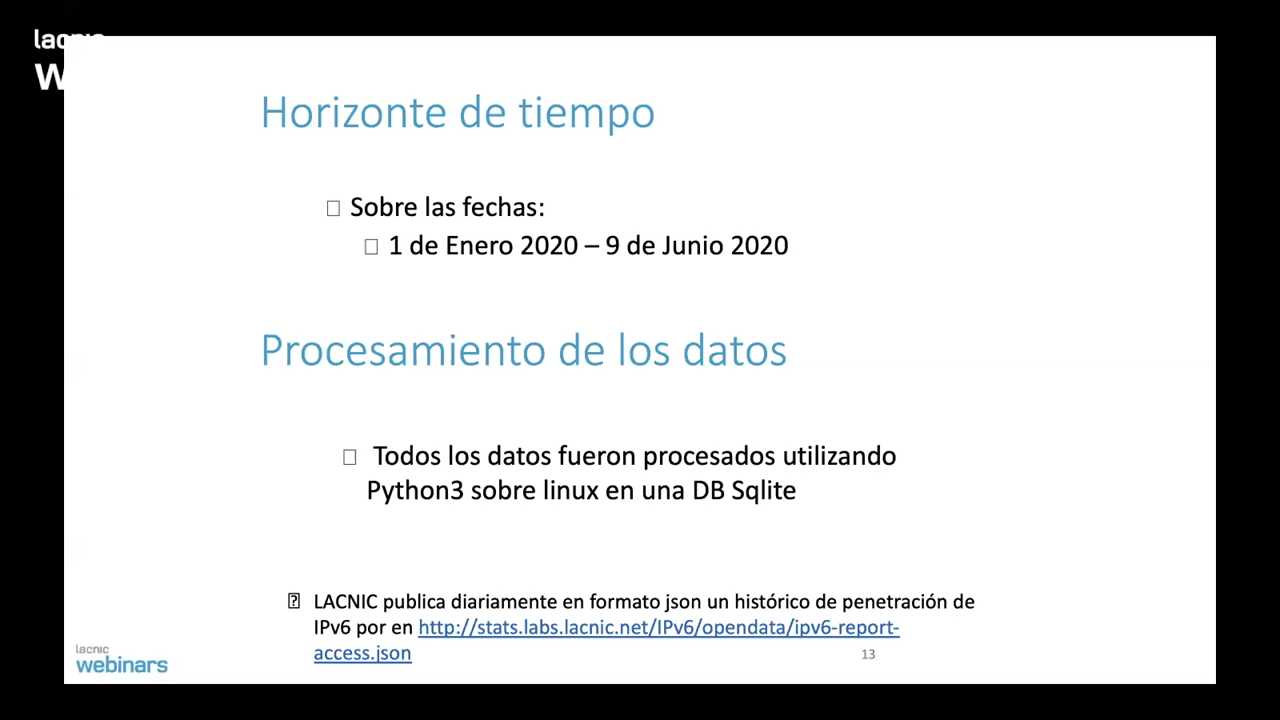 lacnic
W
Horizonte de tiempo
Sobre las fechas:
1 de Enero 2020 – 9 de Junio 2020
Procesamiento de los datos
Todos los datos fueron procesados utilizando
Python3 sobre linux en una DB Sqlite
LACNIC publica diariamente en formato json un histórico de penetración de
IPv6 por en http://stats.labs.lacnic.net/IPv6/opendata/ipv6-report-
access.json
lacnic
webinars
13